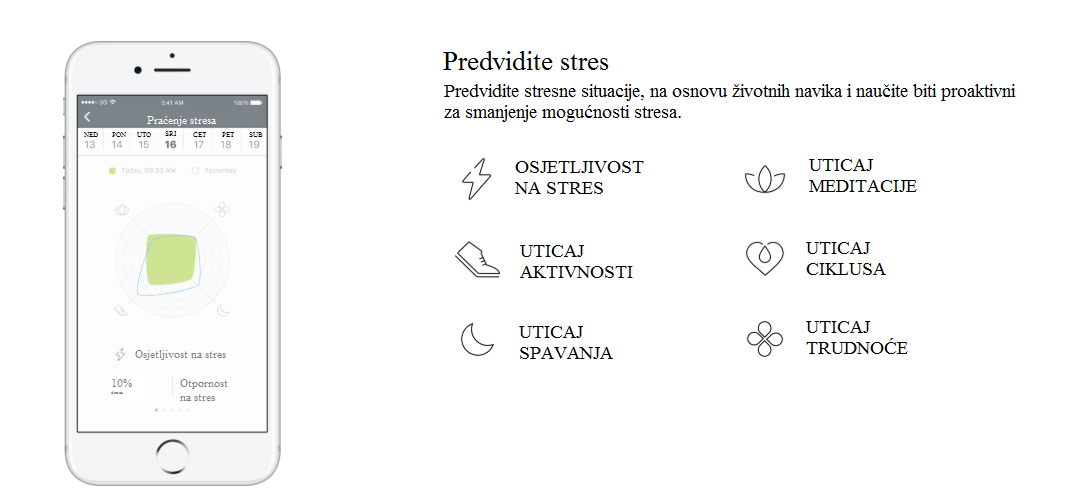 Predvidite stres
Predvidite stresne situacije, na osnovu životnih navika i naučite biti proaktivni
za smanjenje mogućnosti stresa.
OSJETLJIVOST
NA STRES
UTICAJ
MEDITACIJE
UTICAJ
AKTIVNOSTI
UTICAJ
CIKLUSA
UTICAJ
SPAVANJA
UTICAJ
TRUDNOĆE
3G 9:41 AM 100%
Praćenje stresa
NED PON UTO SRI ČET PET SUB
13 14 15 16 17 18 19
Today, 09:33 AM Yesterday
Osjetljivost na stres
10%
Otpornost
na stres